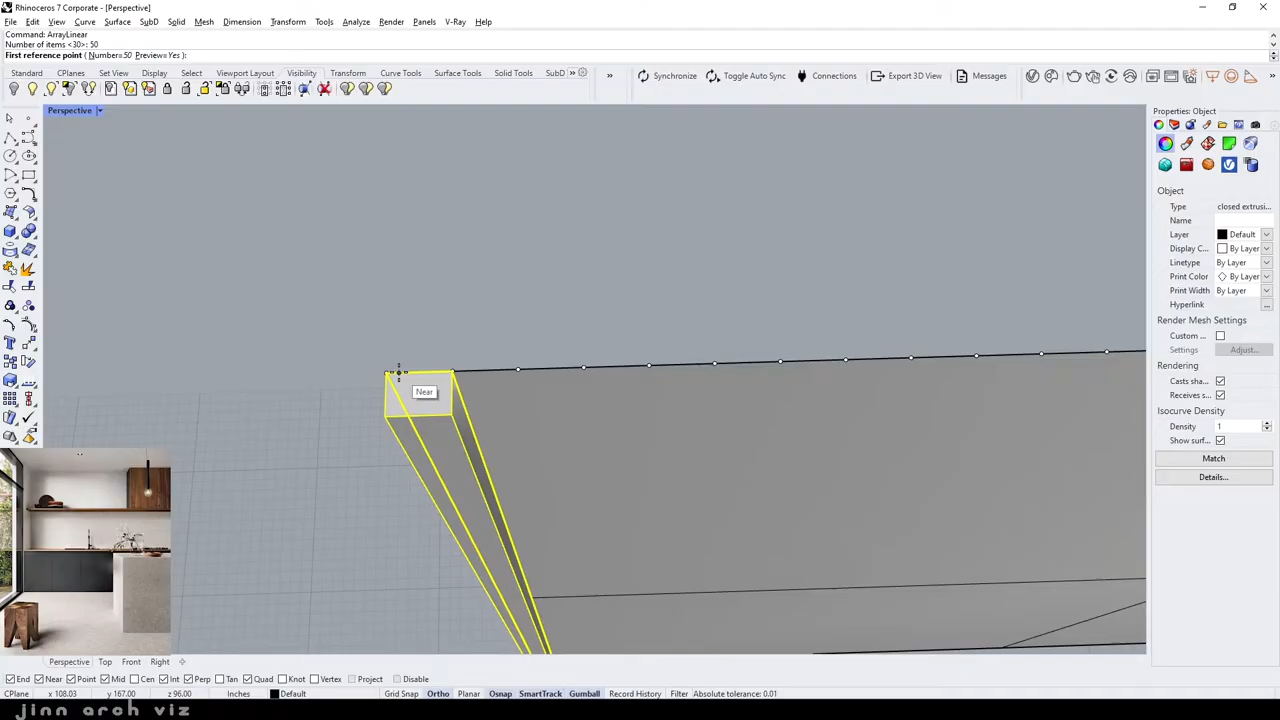 Rhinoceros 7 Corporate - [Perspective]
File Edit View Curve Surface SubD Solid Mesh Dimension Transform Tools Analyze Render Panels V-Ray Help
Command: ArrayLinear
Number of items <30>: 50
First reference point ( Number=50 Preview=Yes ):
Standard CPlanes Set View Display Select Viewport Layout Visibility Transform Curve Tools Surface Tools Solid Tools SubD »
» Synchronize Toggle Auto Sync Connections Export 3D View Messages
Perspective
Properties: Object
Object
Type closed extrusi...
Name
Layer Default
Display C... By Layer
Linetype By Layer
Print Color By Layer
Print Width By Layer
Hyperlink ...
Render Mesh Settings
Custom ...
Settings Adjust...
Rendering
Casts sha...
Receives s...
Isocurve Density
Density 1
Show surf...
Match
Details...
Near
Perspective Top Front Right
End Near Point Mid Cen Int Perp Tan Quad Knot Vertex Project Disable
CPlane x 108.03 y 167.00 z 96.00 Inches Default Grid Snap Ortho Planar Osnap SmartTrack Gumball Record History Filter Absolute tolerance: 0.01
jinn arch viz